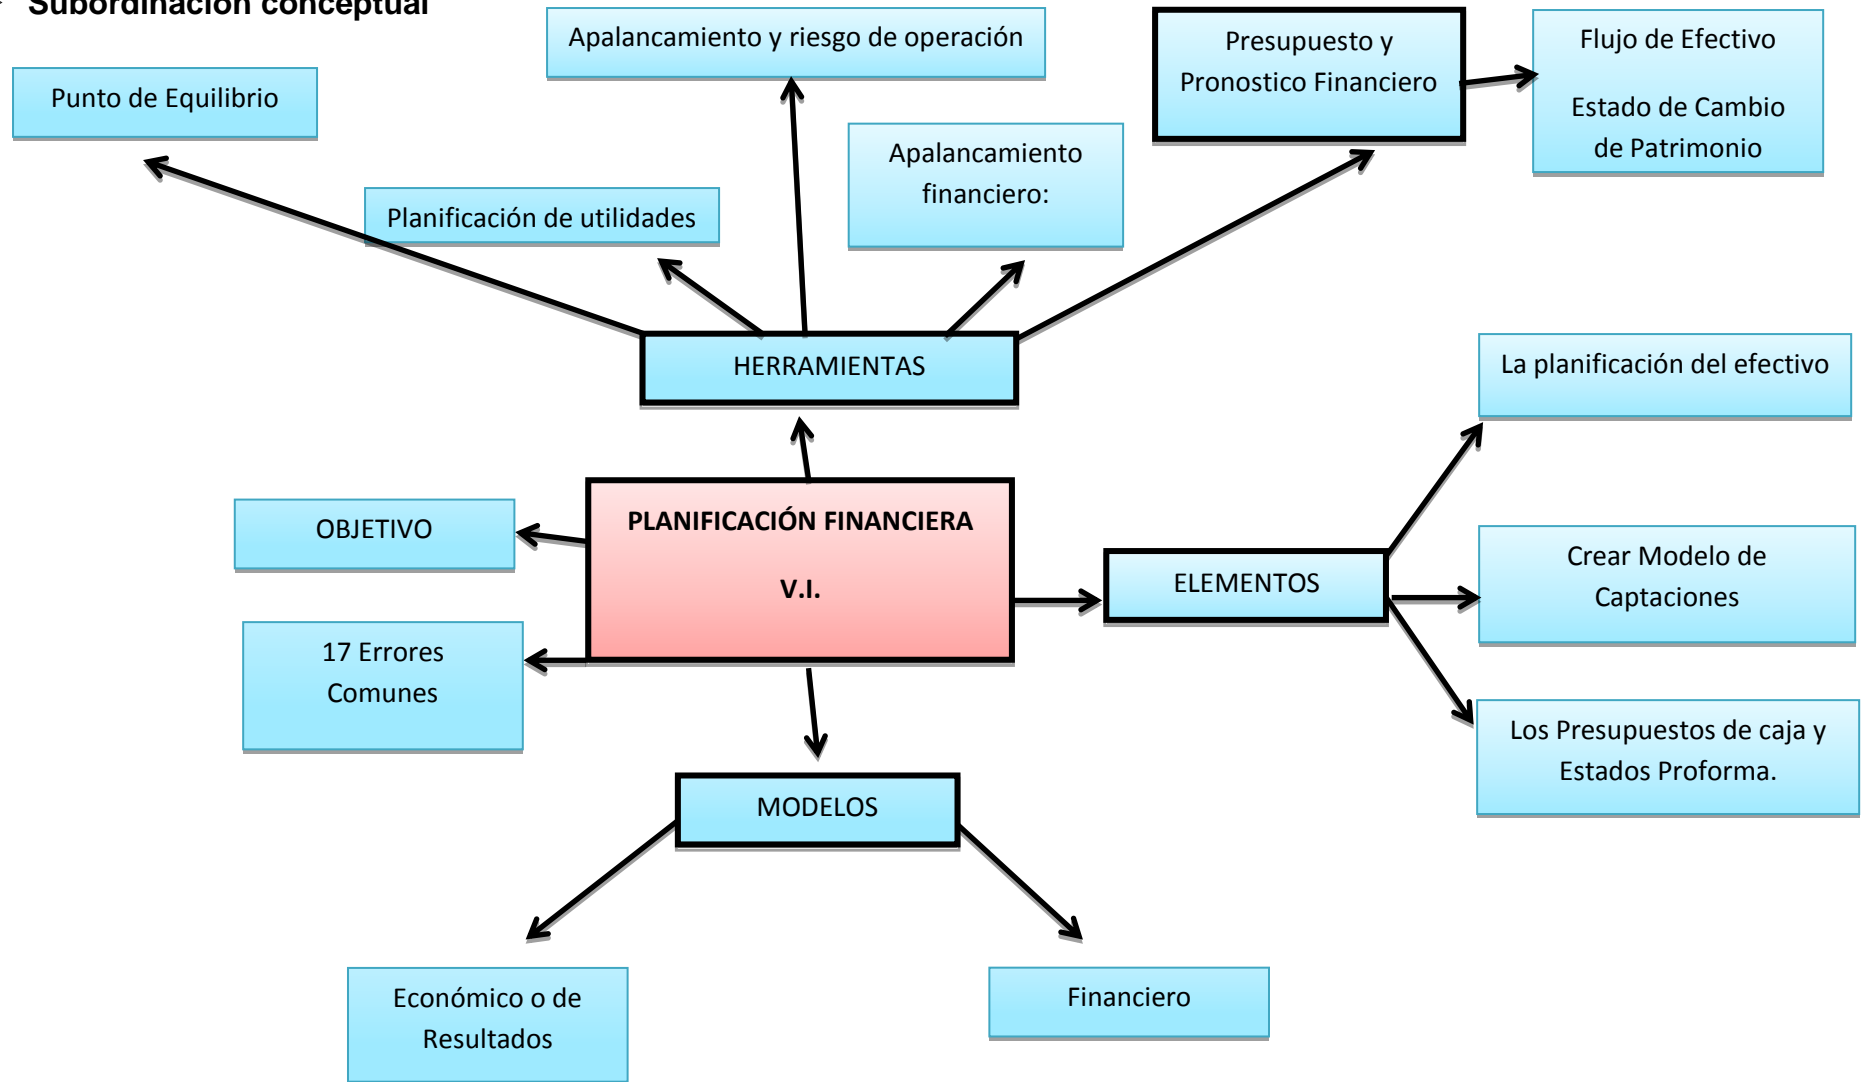 Subordinación conceptual
Apalancamiento y riesgo de operación
Presupuesto y
Pronostico Financiero
Flujo de Efectivo
Estado de Cambio
de Patrimonio
Punto de Equilibrio
Apalancamiento
financiero:
Planificación de utilidades
HERRAMIENTAS
La planificación del efectivo
PLANIFICACIÓN FINANCIERA
V.I.
OBJETIVO
ELEMENTOS
Crear Modelo de
Captaciones
17 Errores
Comunes
Los Presupuestos de caja y
Estados Proforma.
MODELOS
Económico o de
Resultados
Financiero